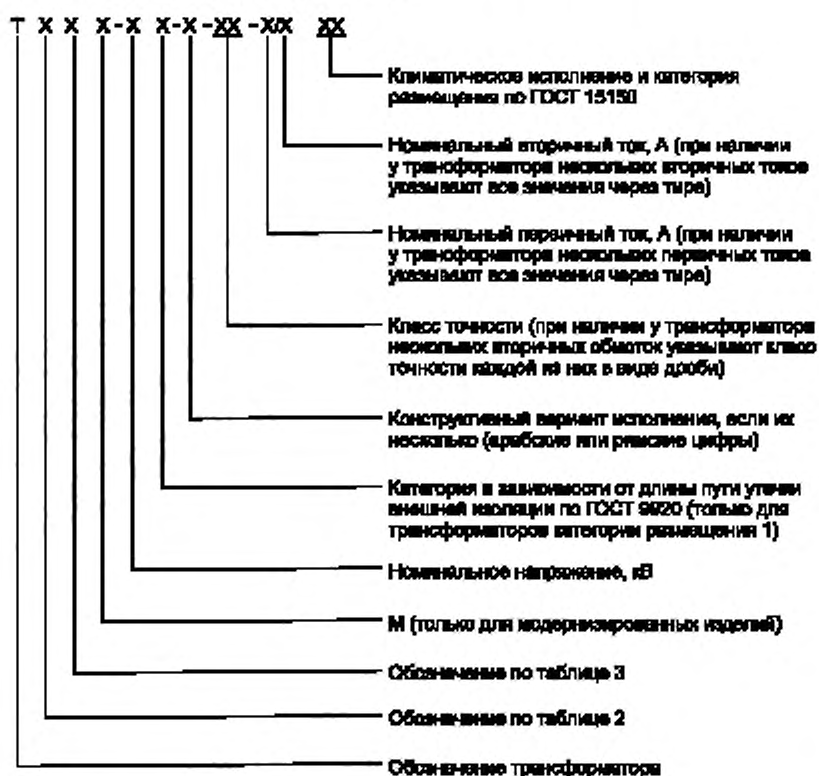 Т X X X-X X-X-XX-X/X XX
Климатическое исполнение и категория
размещения по ГОСТ 15150
Номинальный вторичный ток, А (при наличии
у трансформатора нескольких вторичных токов
указывают все значения через тире)
Номинальный первичный ток, А (при наличии
у трансформатора нескольких первичных токов
указывают все значения через тире)
Класс точности (при наличии у трансформатора
нескольких вторичных обмоток указывают класс
точности каждой из них в виде дроби)
Конструктивный вариант исполнения, если их
несколько (арабские или римские цифры)
Категория в зависимости от длины пути утечки
внешней изоляции по ГОСТ 9920 (только для
трансформаторов категории размещения 1)
Номинальное напряжение, кВ
М (только для модернизированных изделий)
Обозначение по таблице 3
Обозначение по таблице 2
Обозначение трансформатора